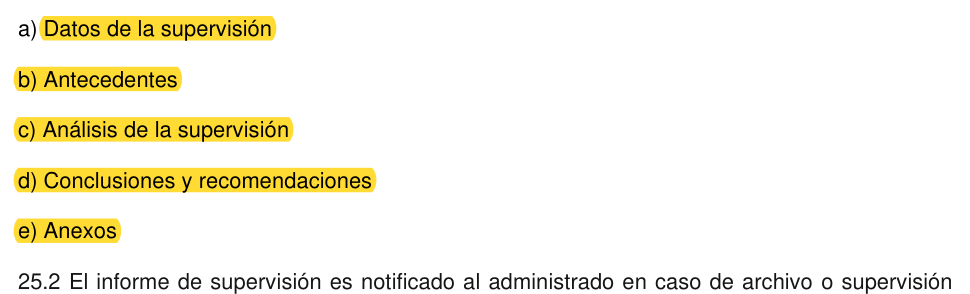 a) Datos de la supervisión
b) Antecedentes
c) Análisis de la supervisión
d) Conclusiones y recomendaciones
e) Anexos
25.2 El informe de supervisión es notificado al administrado en caso de archivo o supervisión